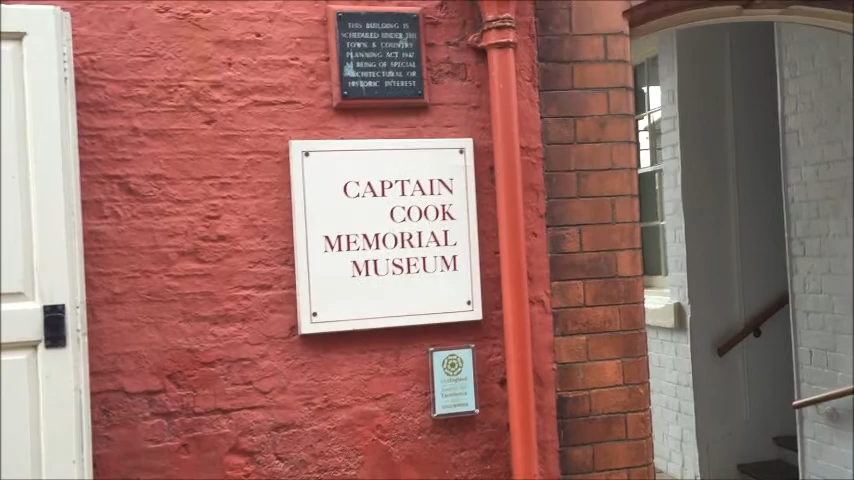 THIS BUILDING IS
SCHEDULED UNDER THE
TOWN & COUNTRY
PLANNING ACT 1947
AS BEING OF SPECIAL
ARCHITECTURAL OR
HISTORIC INTEREST
CAPTAIN
COOK
MEMORIAL
MUSEUM
Excellence